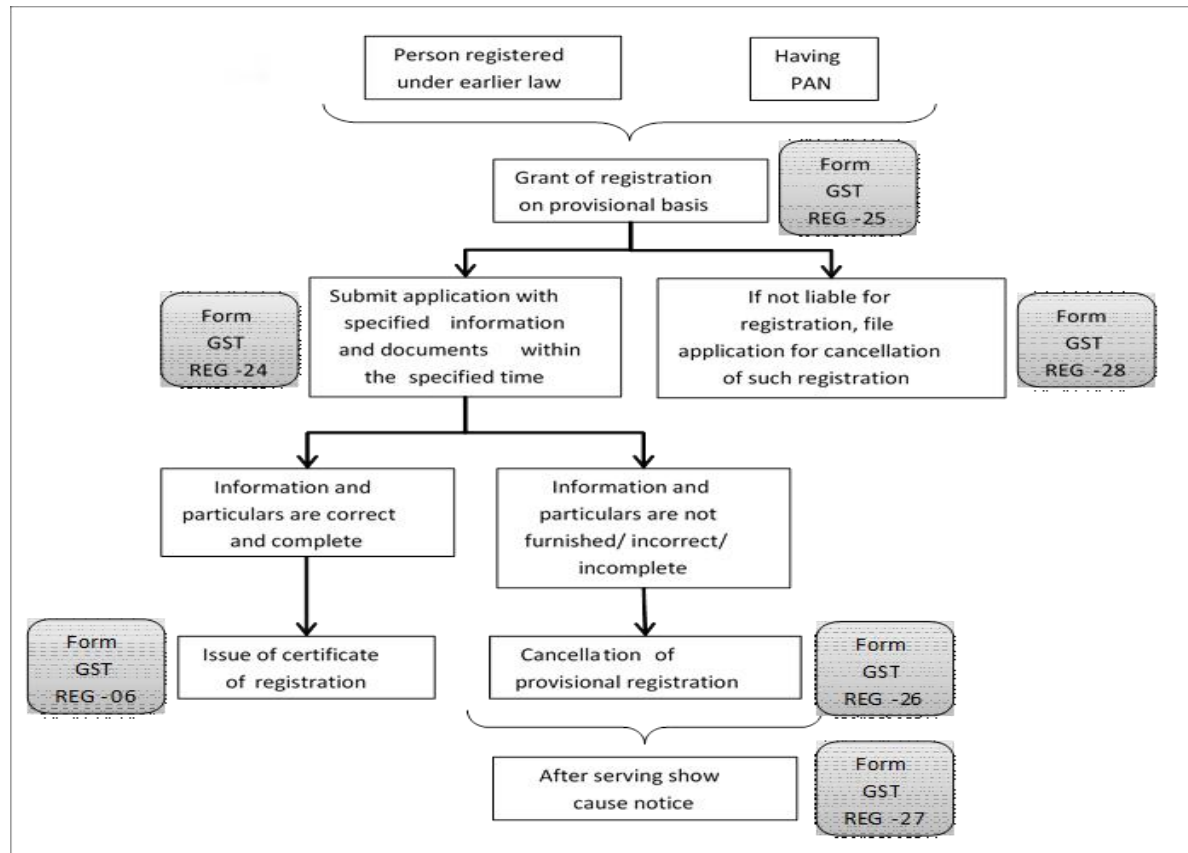 Person registered
under earlier law
Having
PAN
Grant of registration
on provisional basis
Form
GST
REG -25
Submit application with
specified information
and documents within
the specified time
Form
GST
REG -24
If not liable for
registration, file
application for cancellation
of such registration
Form
GST
REG -28
Information and
particulars are correct
and complete
Information and
particulars are not
furnished/ incorrect/
incomplete
Form
GST
REG -06
Issue of certificate
of registration
Cancellation of
provisional registration
Form
GST
REG -26
After serving show
cause notice
Form
GST
REG -27